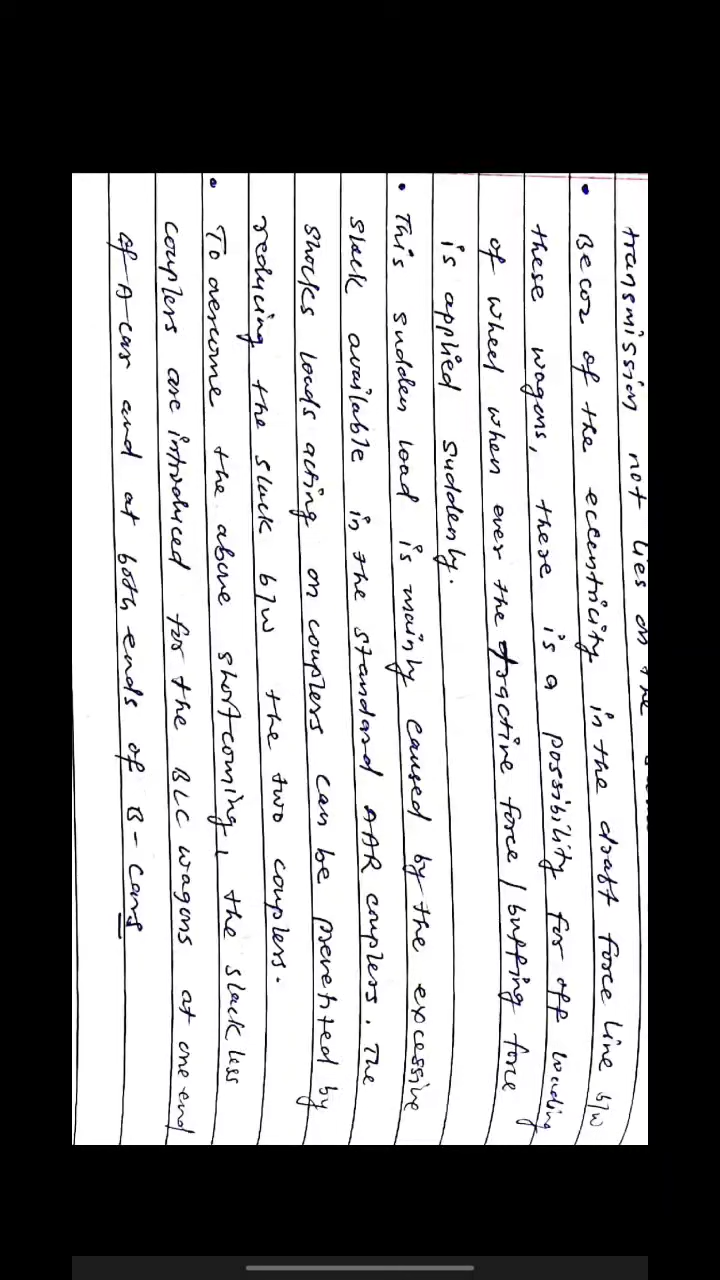 transmission not lies on the
• Becoz of the eccentricity in the draft force line b/w
these wagons, there is a possibility for off loading
of wheel when ever the tractive force / buffing force
is applied suddenly.
• This sudden load is mainly caused by the excessive
slack available in the standard AAR couplers. The
shocks loads acting on couplers can be prevented by
reducing the slack b/w the two couplers.
• To overcome the above shortcoming, the slackless
couplers are introduced for the BLC wagons at one end
of A car and at both ends of B-cars